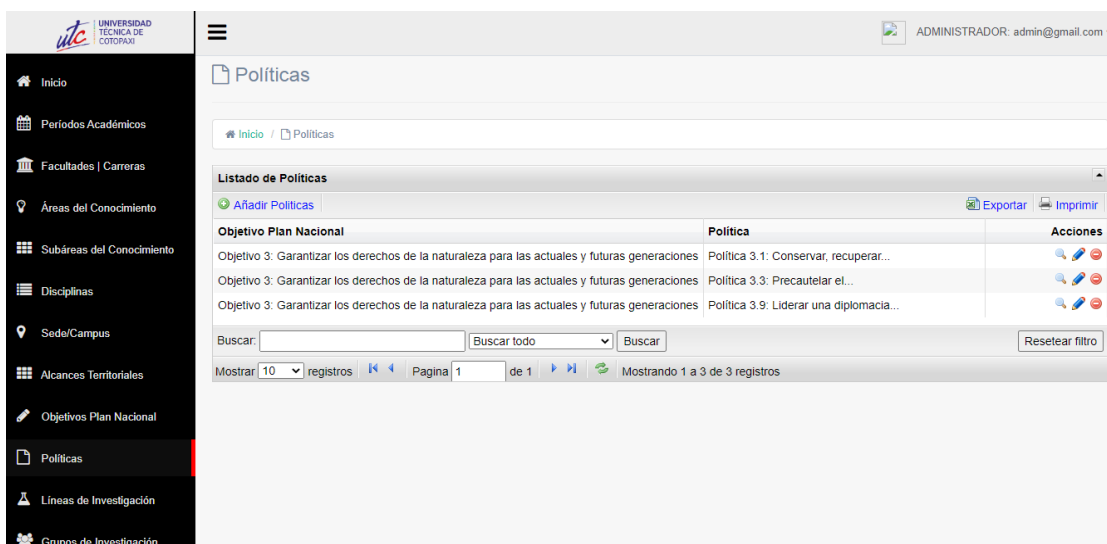 utc UNIVERSIDAD
TÉCNICA DE
COTOPAXI
ADMINISTRADOR: admin@gmail.com
Inicio
Períodos Académicos
Facultades | Carreras
Áreas del Conocimiento
Subáreas del Conocimiento
Disciplinas
Sede/Campus
Alcances Territoriales
Objetivos Plan Nacional
Políticas
Líneas de Investigación
Grupos de Investigación
Políticas
Inicio / Políticas
Listado de Políticas
Añadir Politicas Exportar Imprimir
Objetivo Plan Nacional Política Acciones
Objetivo 3: Garantizar los derechos de la naturaleza para las actuales y futuras generaciones Política 3.1: Conservar, recuperar...
Objetivo 3: Garantizar los derechos de la naturaleza para las actuales y futuras generaciones Política 3.3: Precautelar el...
Objetivo 3: Garantizar los derechos de la naturaleza para las actuales y futuras generaciones Política 3.9: Liderar una diplomacia...
Buscar: Buscar todo Buscar Resetear filtro
Mostrar 10 registros Pagina 1 de 1 Mostrando 1 a 3 de 3 registros